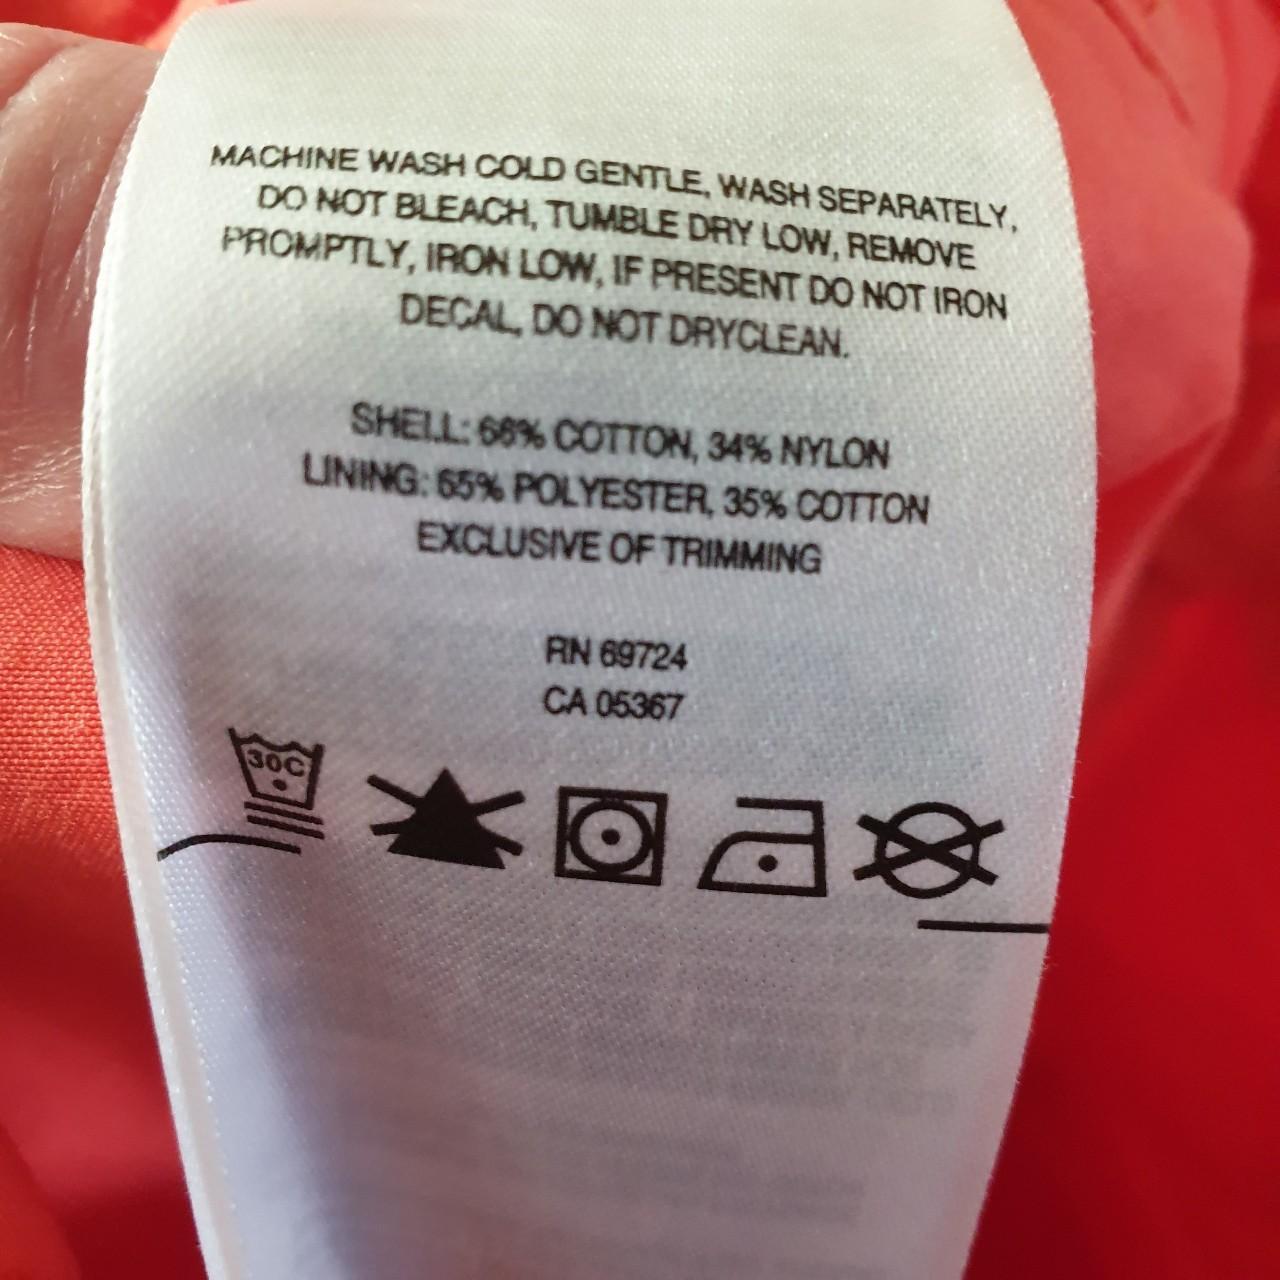 MACHINE WASH COLD GENTLE, WASH SEPARATELY,
DO NOT BLEACH, TUMBLE DRY LOW, REMOVE
PROMPTLY, IRON LOW, IF PRESENT DO NOT IRON
DECAL, DO NOT DRYCLEAN.
SHELL: 66% COTTON, 34% NYLON
LINING: 65% POLYESTER, 35% COTTON
EXCLUSIVE OF TRIMMING
RN 69724
CA 05367
30C